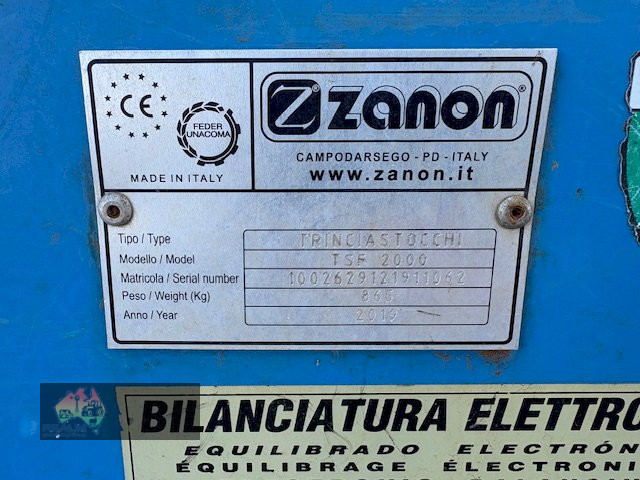 CE
FEDER
UNACOMA
MADE IN ITALY
Z zanon®
CAMPODARSEGO - PD - ITALY
www.zanon.it
Tipo / Type TRINCIASTOCCHI
Modello / Model TSF 2000
Matricola / Serial number 1002629121911062
Peso / Weight (Kg)
Anno / Year 2019
BILANCIATURA ELETTRO
EQUILIBRADO ELECTRÓN
ÉQUILIBRAGE ÉLECTRONI